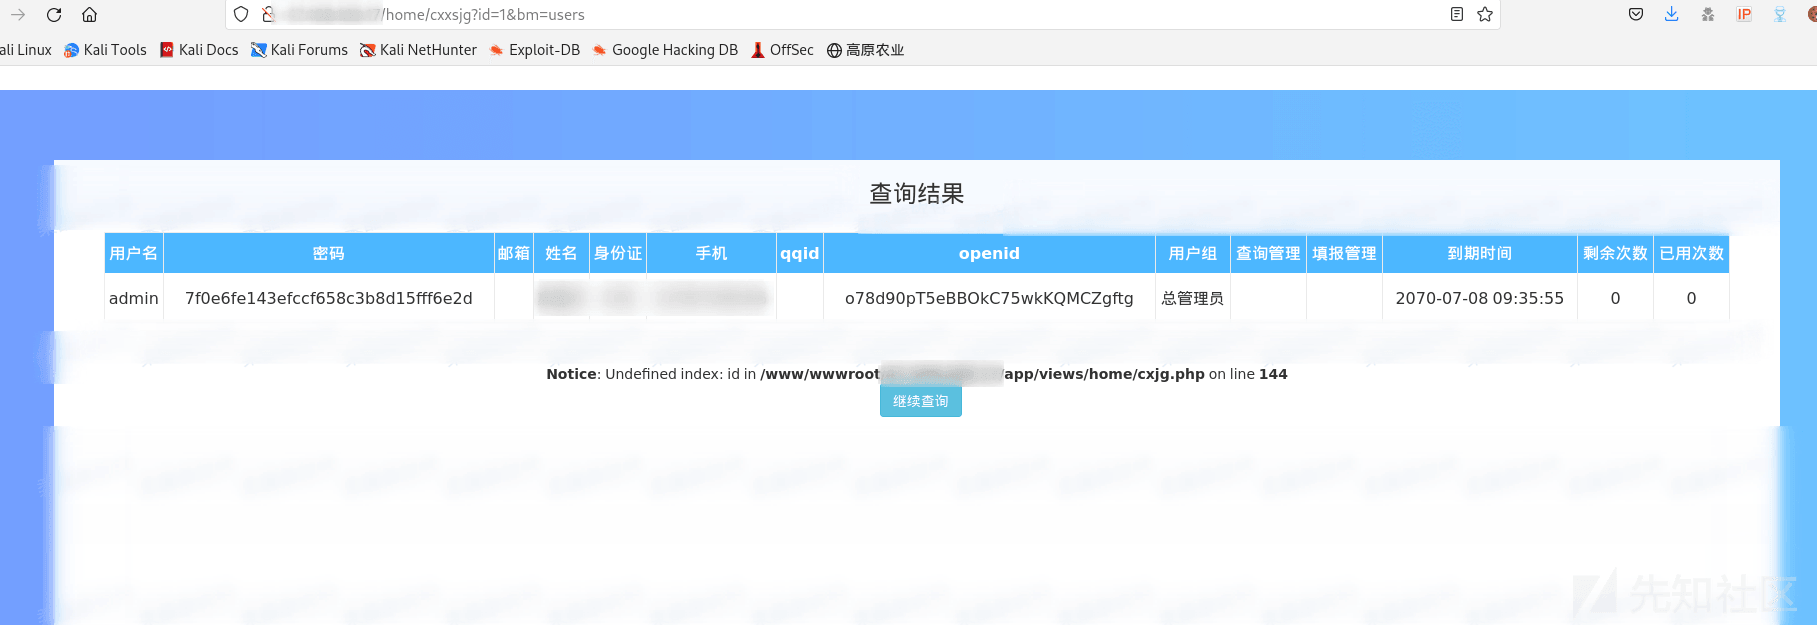 /home/cxxsjg?id=1&bm=users
ali Linux Kali Tools Kali Docs Kali Forums Kali NetHunter Exploit-DB Google Hacking DB OffSec 高原农业
IP
查询结果
用户名 密码 邮箱 姓名 身份证 手机 qqid openid 用户组 查询管理 填报管理 到期时间 剩余次数 已用次数
admin 7f0e6fe143efccf658c3b8d15fff6e2d o78d90pT5eBBOkC75wkKQMCZgftg 总管理员 2070-07-08 09:35:55 0 0
Notice: Undefined index: id in /www/wwwroot /app/views/home/cxjg.php on line 144
继续查询
先知社区